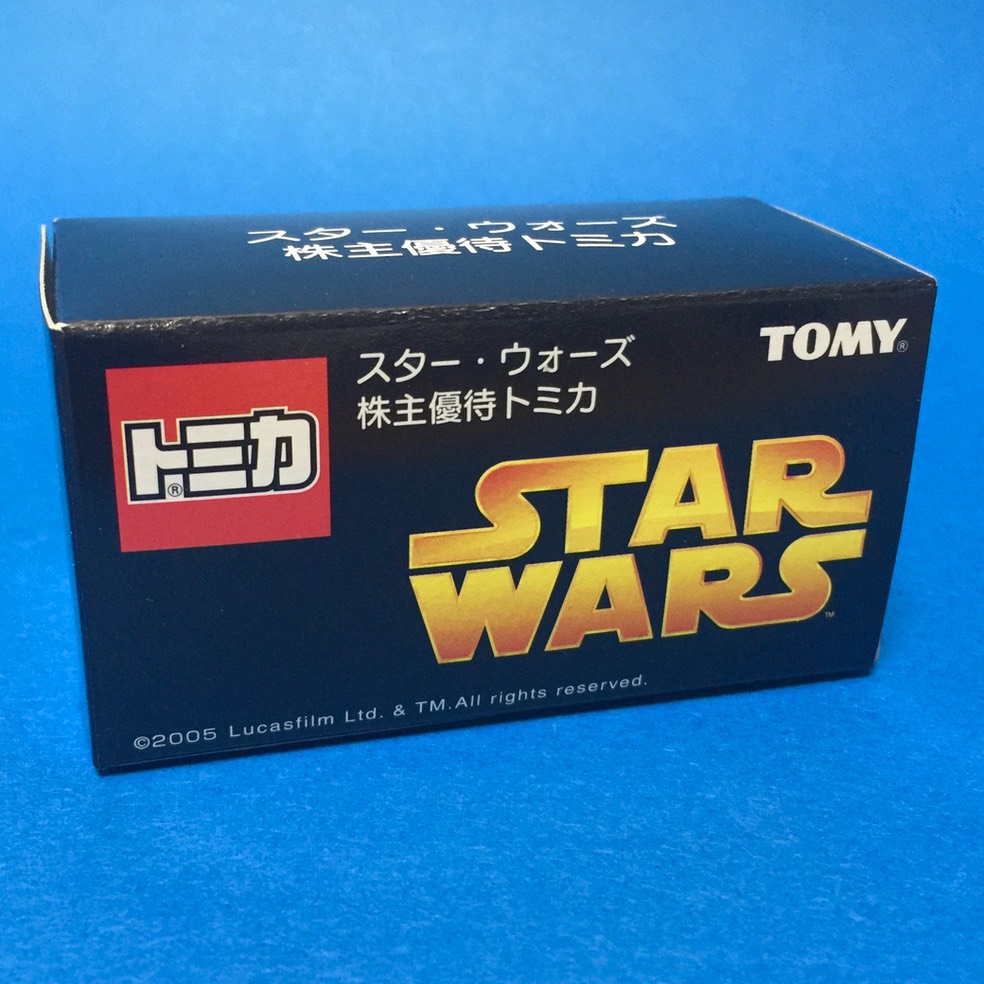 スター・ウォーズ
株主優待トミカ
TOMY®
スター・ウォーズ
株主優待トミカ
トミカ®
STAR
WARS™
©2005 Lucasfilm Ltd. & TM.All rights reserved.